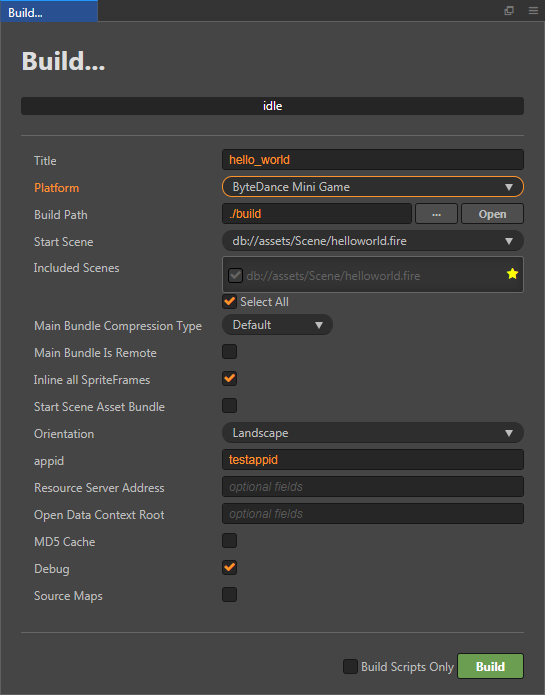 Build...
Build...
idle
Title hello_world
Platform ByteDance Mini Game
Build Path ./build ... Open
Start Scene db://assets/Scene/helloworld.fire
Included Scenes db://assets/Scene/helloworld.fire
Select All
Main Bundle Compression Type Default
Main Bundle Is Remote
Inline all SpriteFrames
Start Scene Asset Bundle
Orientation Landscape
appid testappid
Resource Server Address optional fields
Open Data Context Root optional fields
MD5 Cache
Debug
Source Maps
Build Scripts Only Build